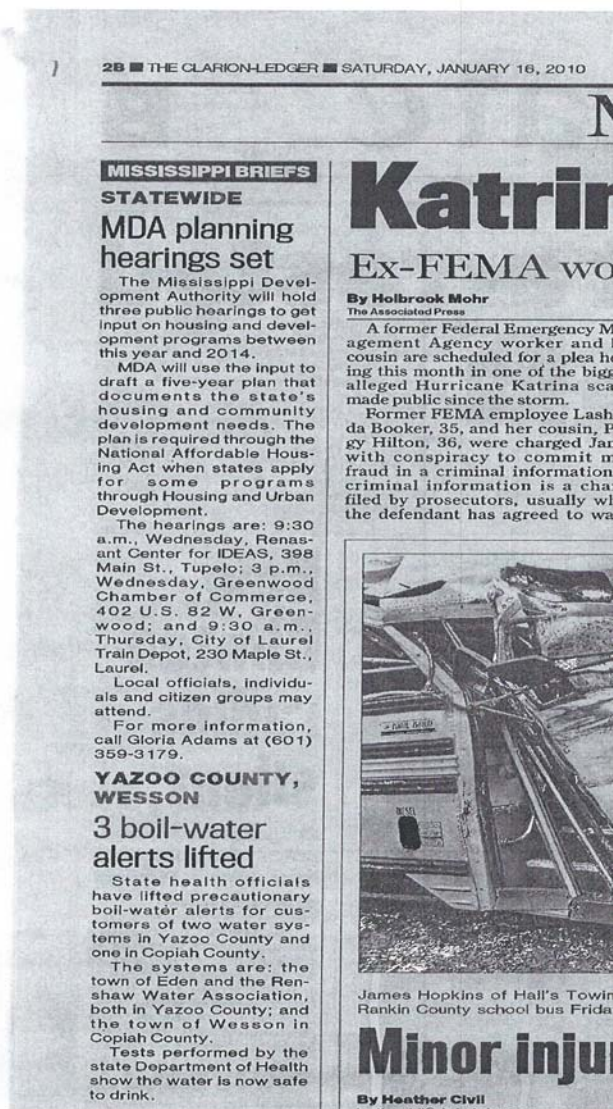 2B ■ THE CLARION-LEDGER ■ SATURDAY, JANUARY 16, 2010
MISSISSIPPI BRIEFS
STATEWIDE
MDA planning
hearings set
The Mississippi Devel-
opment Authority will hold
three public hearings to get
input on housing and devel-
opment programs between
this year and 2014.
MDA will use the input to
draft a five-year plan that
documents the state's
housing and community
development needs. The
plan is required through the
National Affordable Hous-
ing Act when states apply
for some programs
through Housing and Urban
Development.
The hearings are: 9:30
a.m., Wednesday, Renas-
ant Center for IDEAS, 398
Main St., Tupelo; 3 p.m.,
Wednesday, Greenwood
Chamber of Commerce,
402 U.S. 82 W, Green-
wood; and 9:30 a.m.,
Thursday, City of Laurel
Train Depot, 230 Maple St.,
Laurel.
Local officials, individu-
als and citizen groups may
attend.
For more information,
call Gloria Adams at (601)
359-3179.
YAZOO COUNTY,
WESSON
3 boil-water
alerts lifted
State health officials
have lifted precautionary
boil-water alerts for cus-
tomers of two water sys-
tems in Yazoo County and
one in Copiah County.
The systems are: the
town of Eden and the Ren-
shaw Water Association,
both in Yazoo County; and
the town of Wesson in
Copiah County.
Tests performed by the
state Department of Health
show the water is now safe
to drink.
N
Katrin
Ex-FEMA wo
By Holbrook Mohr
The Associated Press
A former Federal Emergency M
agement Agency worker and
cousin are scheduled for a plea he
ing this month in one of the bigg
alleged Hurricane Katrina sca
made public since the storm.
Former FEMA employee Lash
da Booker, 35, and her cousin, P
gy Hilton, 36, were charged Jan
with conspiracy to commit m
fraud in a criminal information
criminal information is a cha
filed by prosecutors, usually wh
the defendant has agreed to wa
DIESEL
James Hopkins of Hall's Towin
Rankin County school bus Frida
Minor injur
By Heather Civil